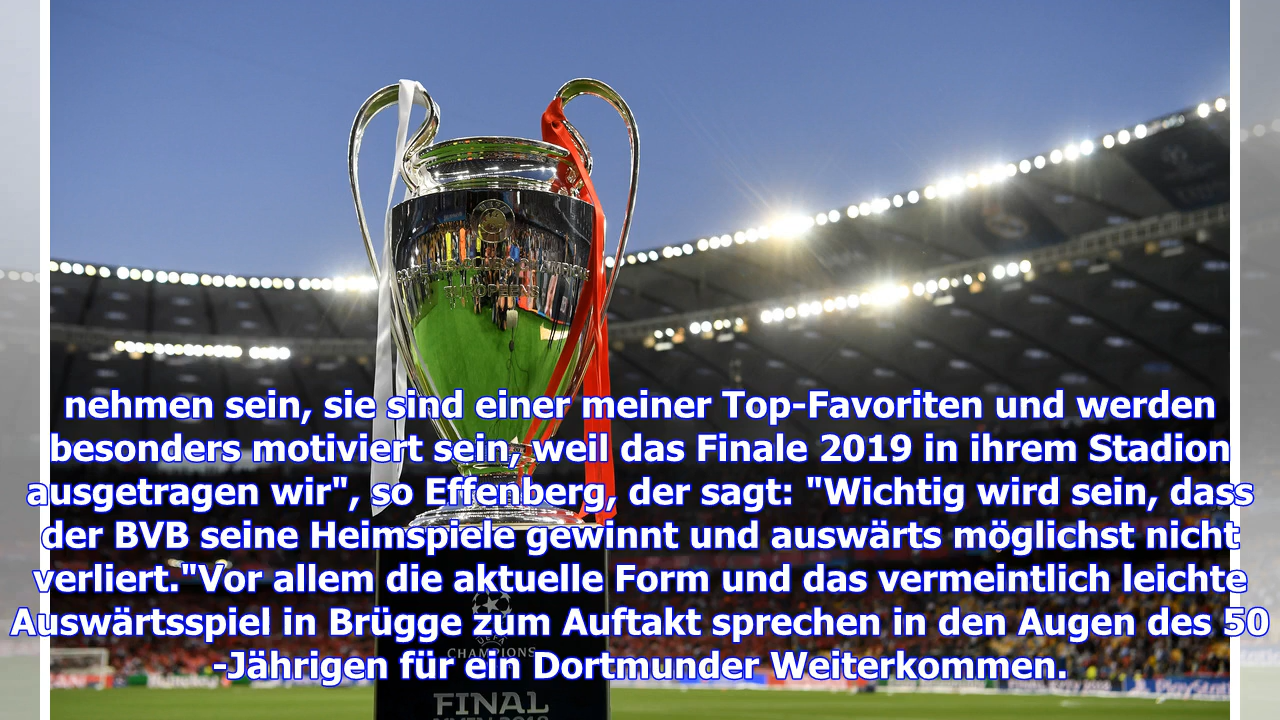 nehmen sein, sie sind einer meiner Top-Favoriten und werden
besonders motiviert sein, weil das Finale 2019 in ihrem Stadion
ausgetragen wir", so Effenberg, der sagt: "Wichtig wird sein, dass
der BVB seine Heimspiele gewinnt und auswärts möglichst nicht
verliert."Vor allem die aktuelle Form und das vermeintlich leichte
Auswärtsspiel in Brügge zum Auftakt sprechen in den Augen des 50
-Jährigen für ein Dortmunder Weiterkommen.
UEFA
CHAMPIONS
FINAL